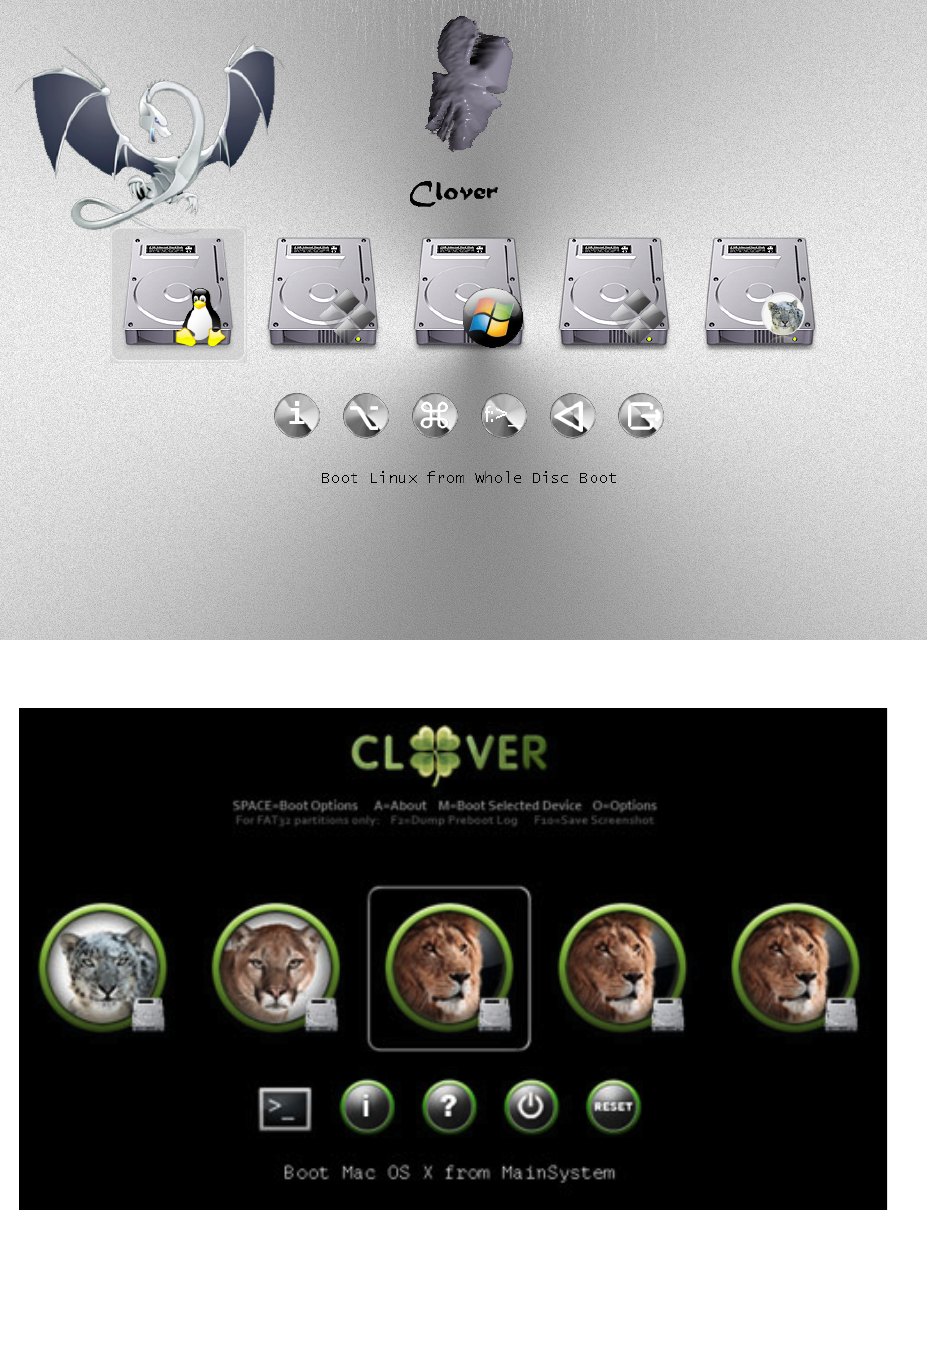 Clover
i
f:>_
Boot Linux from Whole Disc Boot
CLOVER
SPACE=Boot Options A=About M=Boot Selected Device O=Options
For FAT32 partitions only: F2=Dump Preboot Log F10=Save Screenshot
>_ i ? RESET
Boot Mac OS X from MainSystem